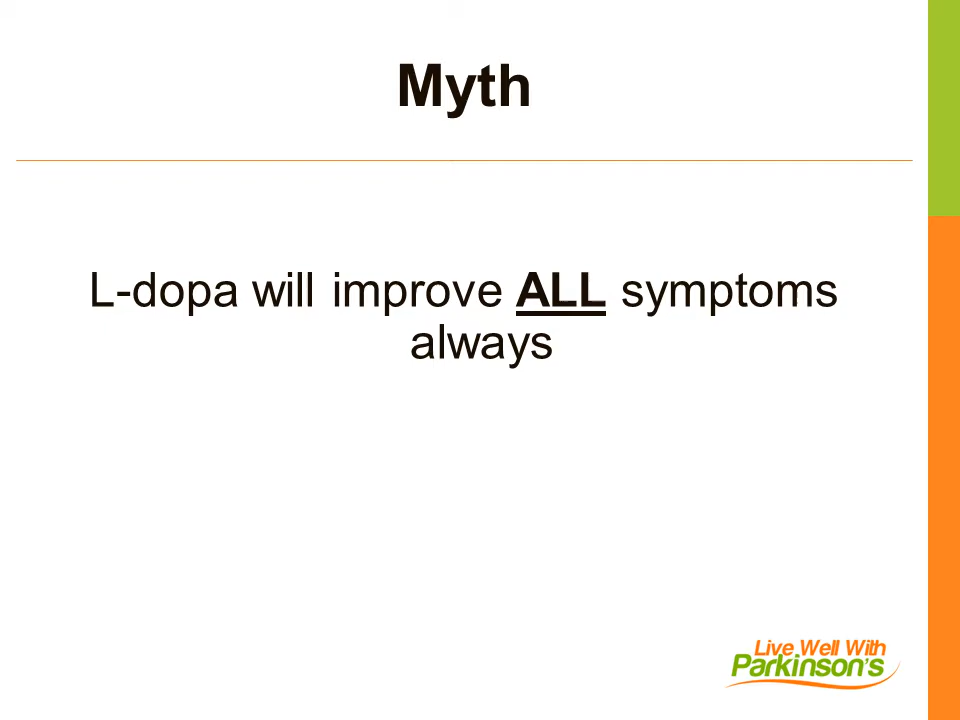 Myth
L-dopa will improve ALL symptoms
always
Live Well With
Parkinson's